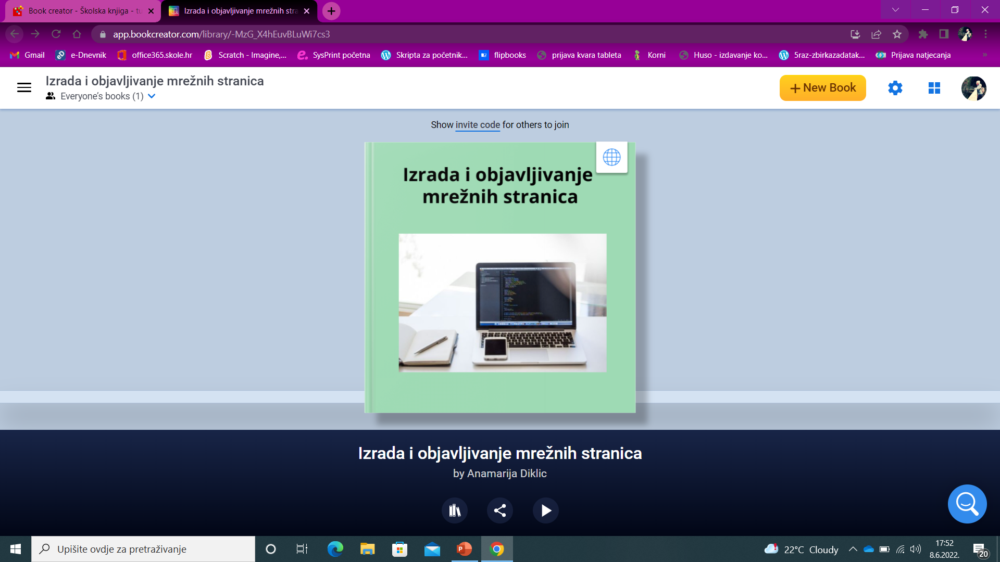 Book creator - Školska knjiga - tu
Izrada i objavljivanje mrežnih stra
app.bookcreator.com/library/-MzG_X4hEuvBLuWi7cs3
Gmail e-Dnevnik office365.skole.hr Scratch - Imagine,... SysPrint početna Skripta za početnik... flipbooks prijava kvara tableta Korni Huso - izdavanje ko... 5raz-zbirkazadatak... Prijava natjecanja »
Izrada i objavljivanje mrežnih stranica
Everyone’s books (1)
+ New Book
Show invite code for others to join
Izrada i objavljivanje
mrežnih stranica
Izrada i objavljivanje mrežnih stranica
by Anamarija Diklic
Upišite ovdje za pretraživanje
22°C Cloudy
17:52
8.6.2022.
20